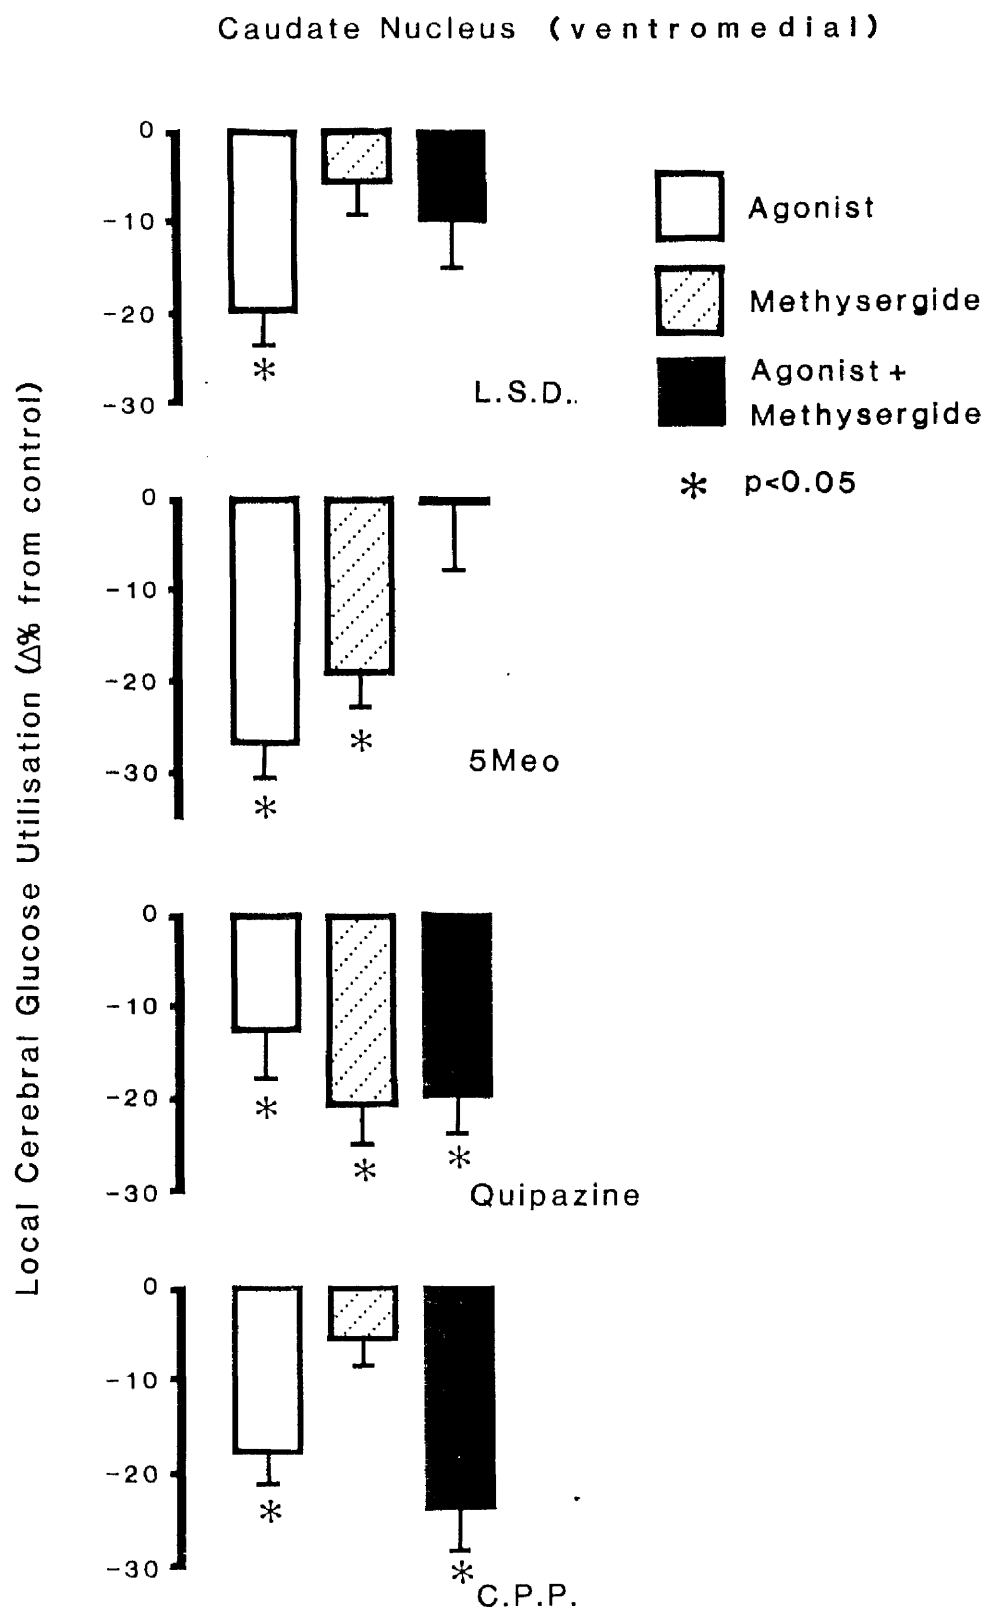 Caudate Nucleus (ventromedial)
Local Cerebral Glucose Utilisation (Δ% from control)
0
-10
-20
-30
*
L.S.D..
Agonist
Methysergide
Agonist +
Methysergide
* p<0.05
0
-10
-20
-30
*
*
5Meo
0
-10
-20
-30
*
*
*
Quipazine
0
-10
-20
-30
*
*
C.P.P.